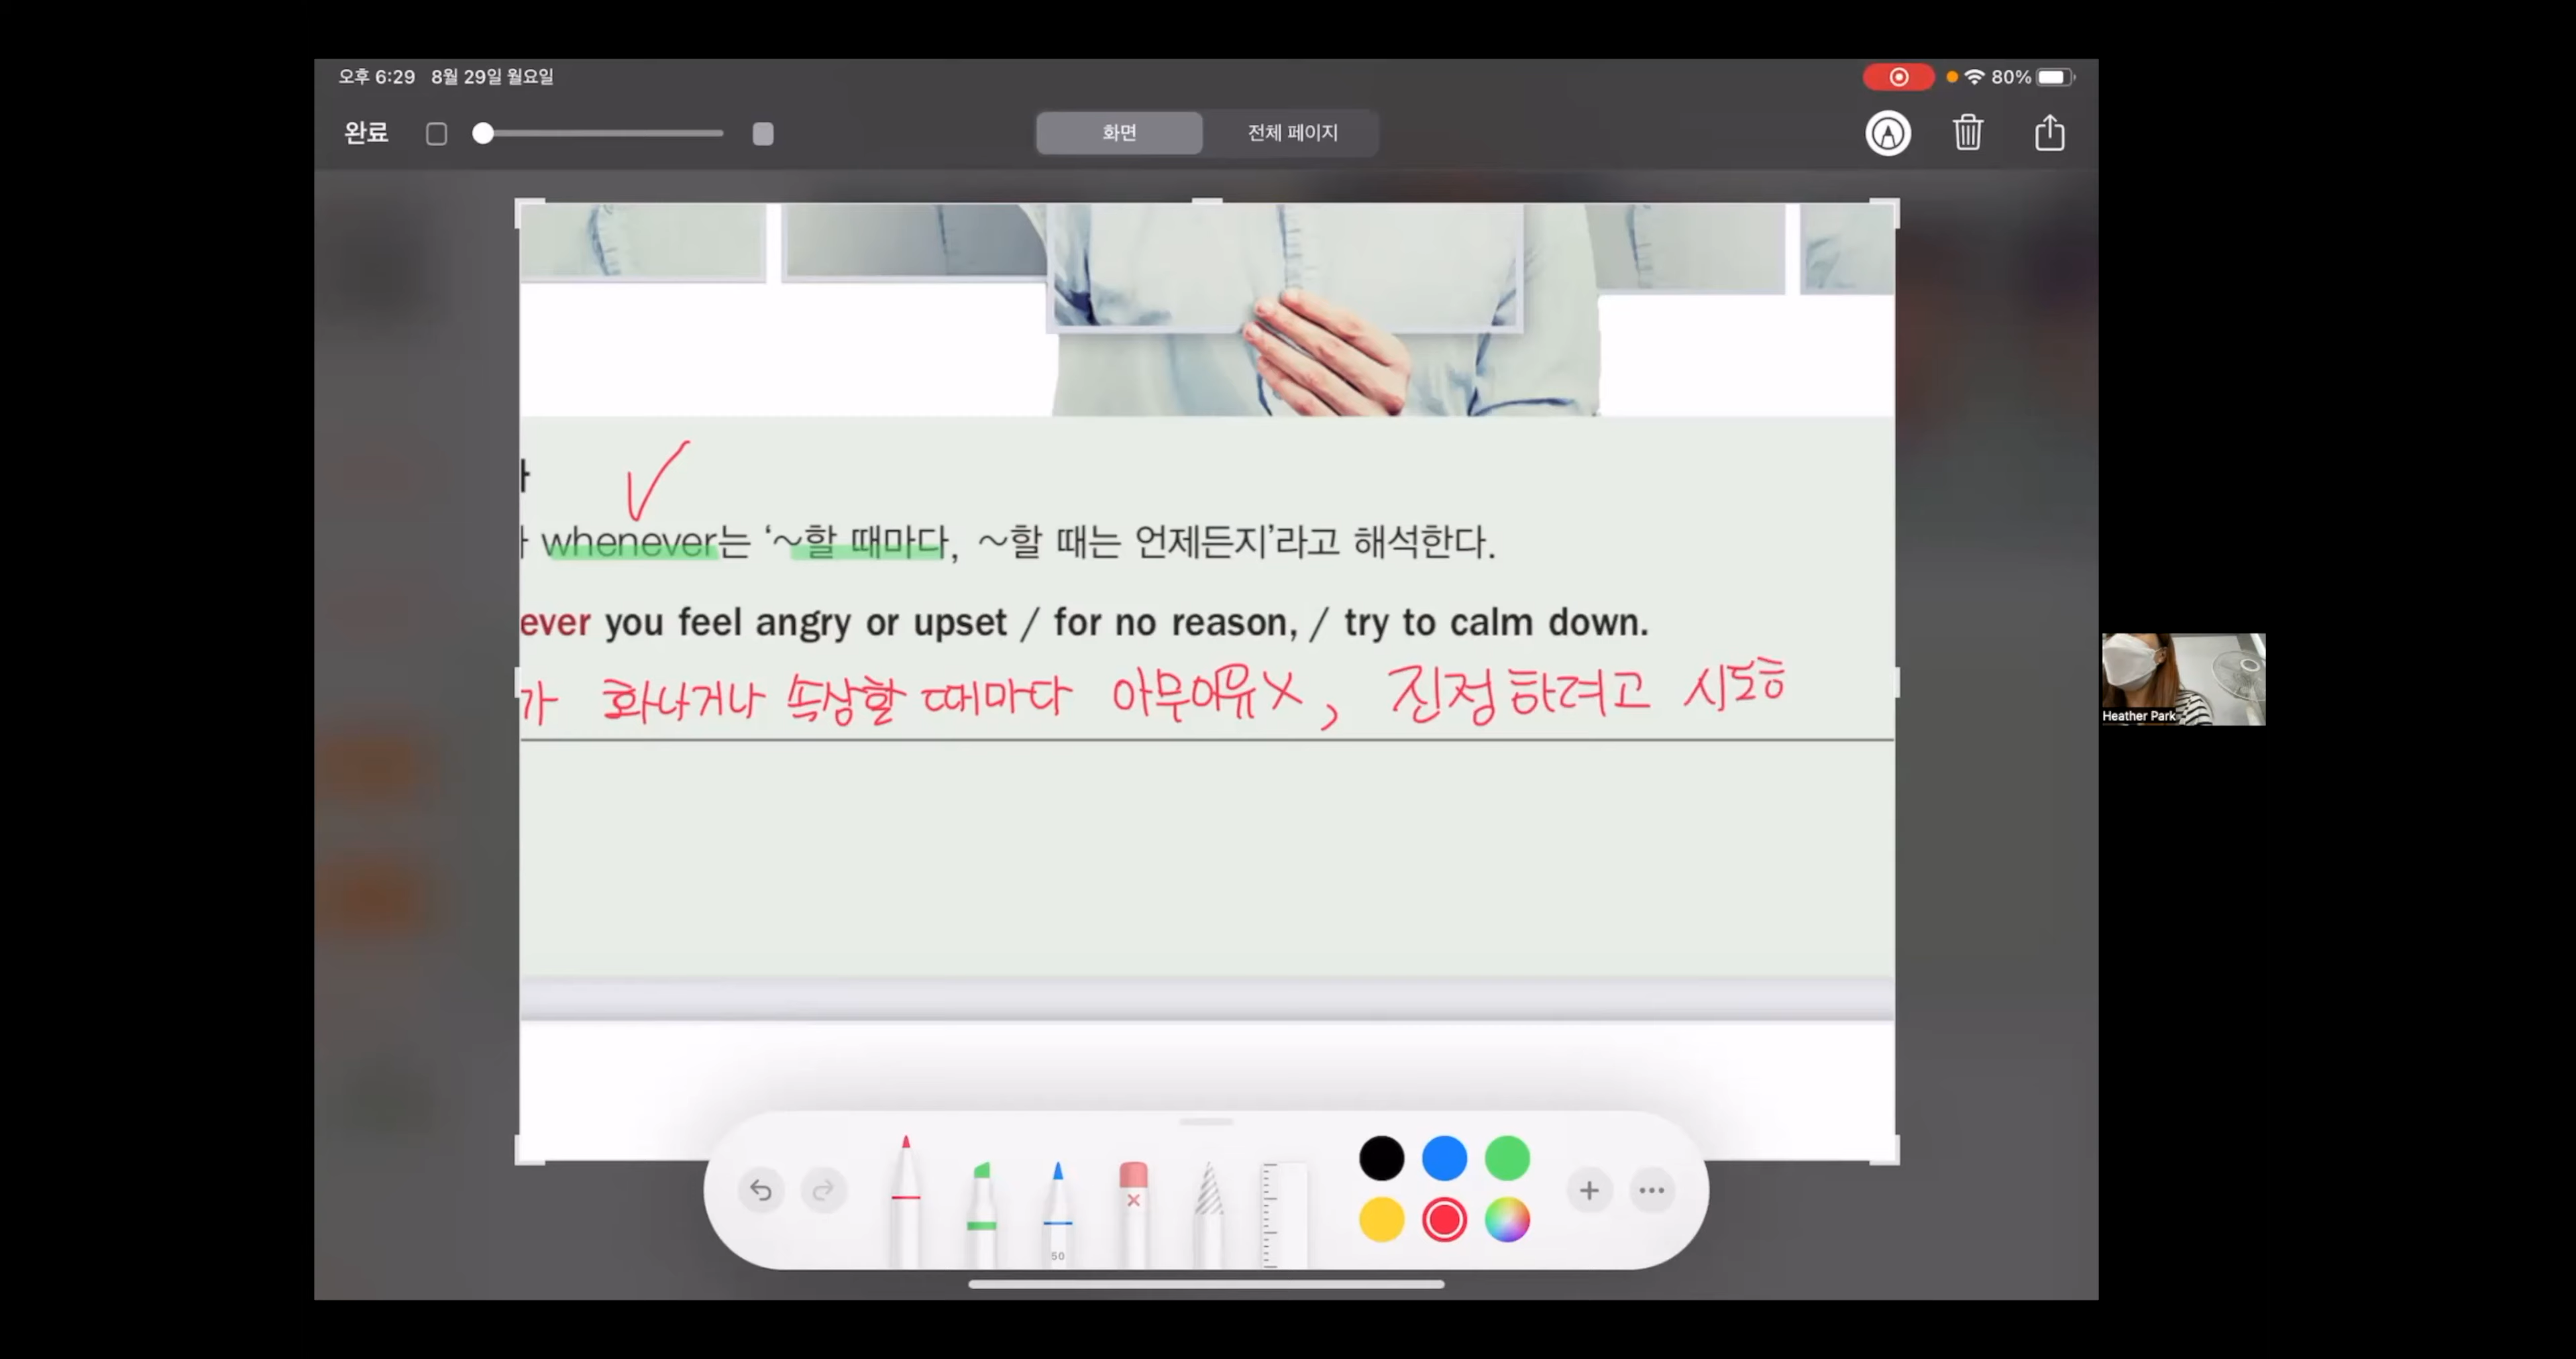 오후 6:29 8월 29일 월요일
80%
완료
화면
전체 페이지
whenever는 ‘~할 때마다, ~할 때는 언제든지’라고 해석한다.
ever you feel angry or upset / for no reason, / try to calm down.
가 화나거나 속상할 때마다 아무이유X, 진정하려고 시도하
Heather Park
50